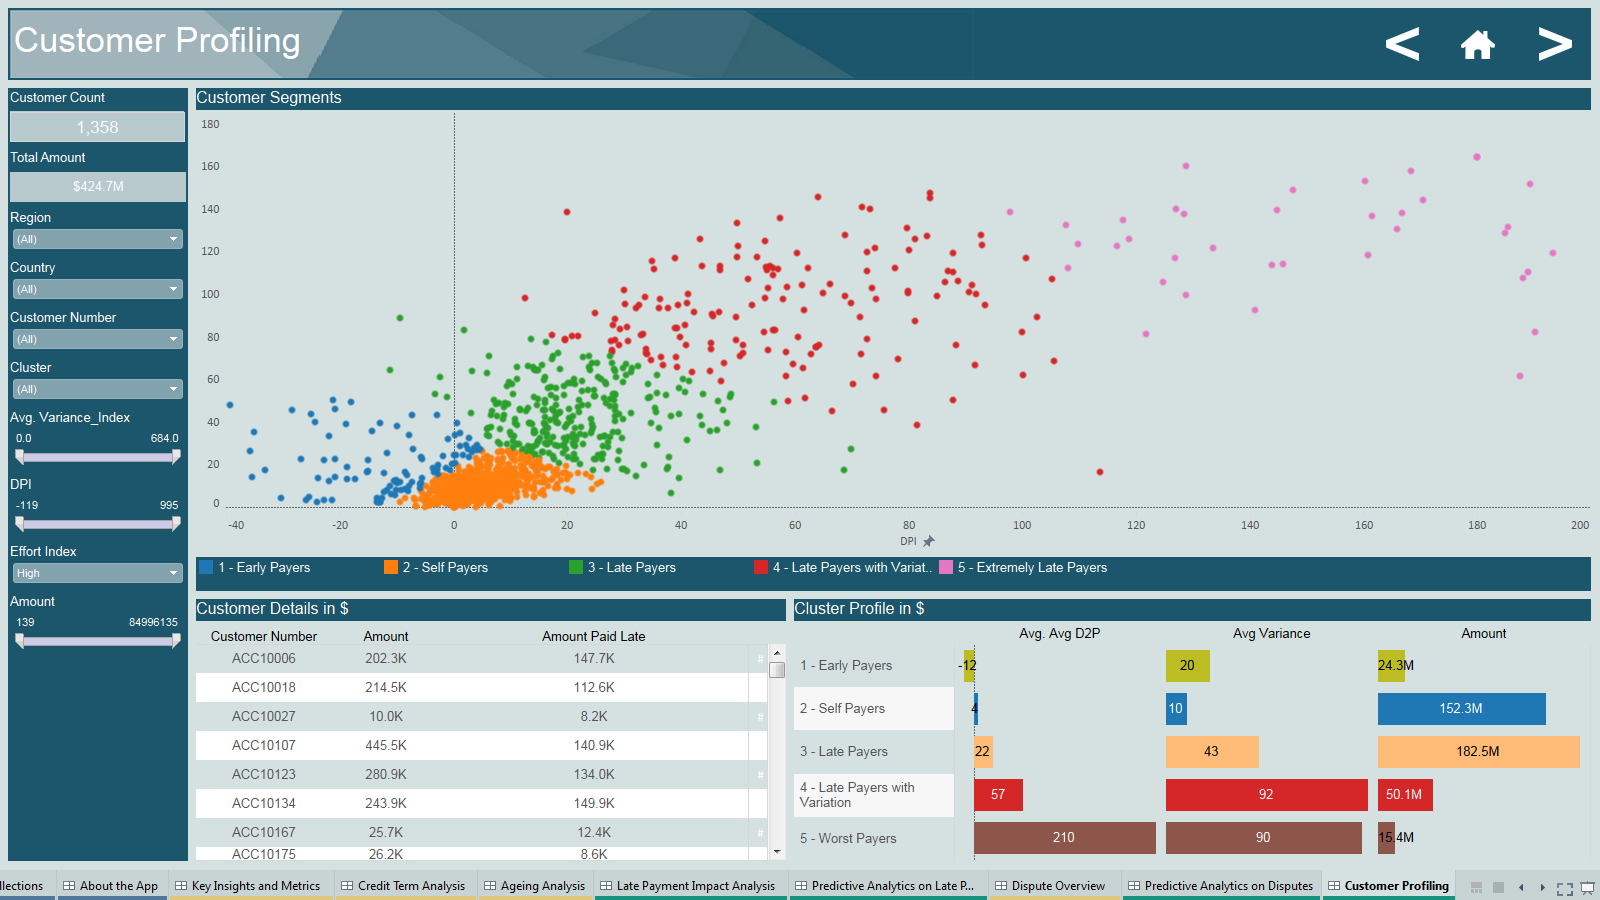 Customer Profiling
< >
Customer Count
1,358
Total Amount
$424.7M
Region
(All)
Country
(All)
Customer Number
(All)
Cluster
(All)
Avg. Variance_Index
0.0 684.0
DPI
-119 995
Effort Index
High
Amount
139 84996135
Customer Segments
180
160
140
120
100
80
60
40
20
0
-40 -20 0 20 40 60 80 100 120 140 160 180 200
DPI
1 - Early Payers 2 - Self Payers 3 - Late Payers 4 - Late Payers with Variat.. 5 - Extremely Late Payers
Customer Details in $
Customer Number Amount Amount Paid Late
ACC10006 202.3K 147.7K #
ACC10018 214.5K 112.6K
ACC10027 10.0K 8.2K #
ACC10107 445.5K 140.9K
ACC10123 280.9K 134.0K #
ACC10134 243.9K 149.9K
ACC10167 25.7K 12.4K #
ACC10175 26.2K 8.6K
Cluster Profile in $
Avg. Avg D2P Avg Variance Amount
1 - Early Payers -12 20 24.3M
2 - Self Payers 4 10 152.3M
3 - Late Payers 22 43 182.5M
4 - Late Payers with
Variation 57 92 50.1M
5 - Worst Payers 210 90 15.4M
llections About the App Key Insights and Metrics Credit Term Analysis Ageing Analysis Late Payment Impact Analysis Predictive Analytics on Late P... Dispute Overview Predictive Analytics on Disputes Customer Profiling